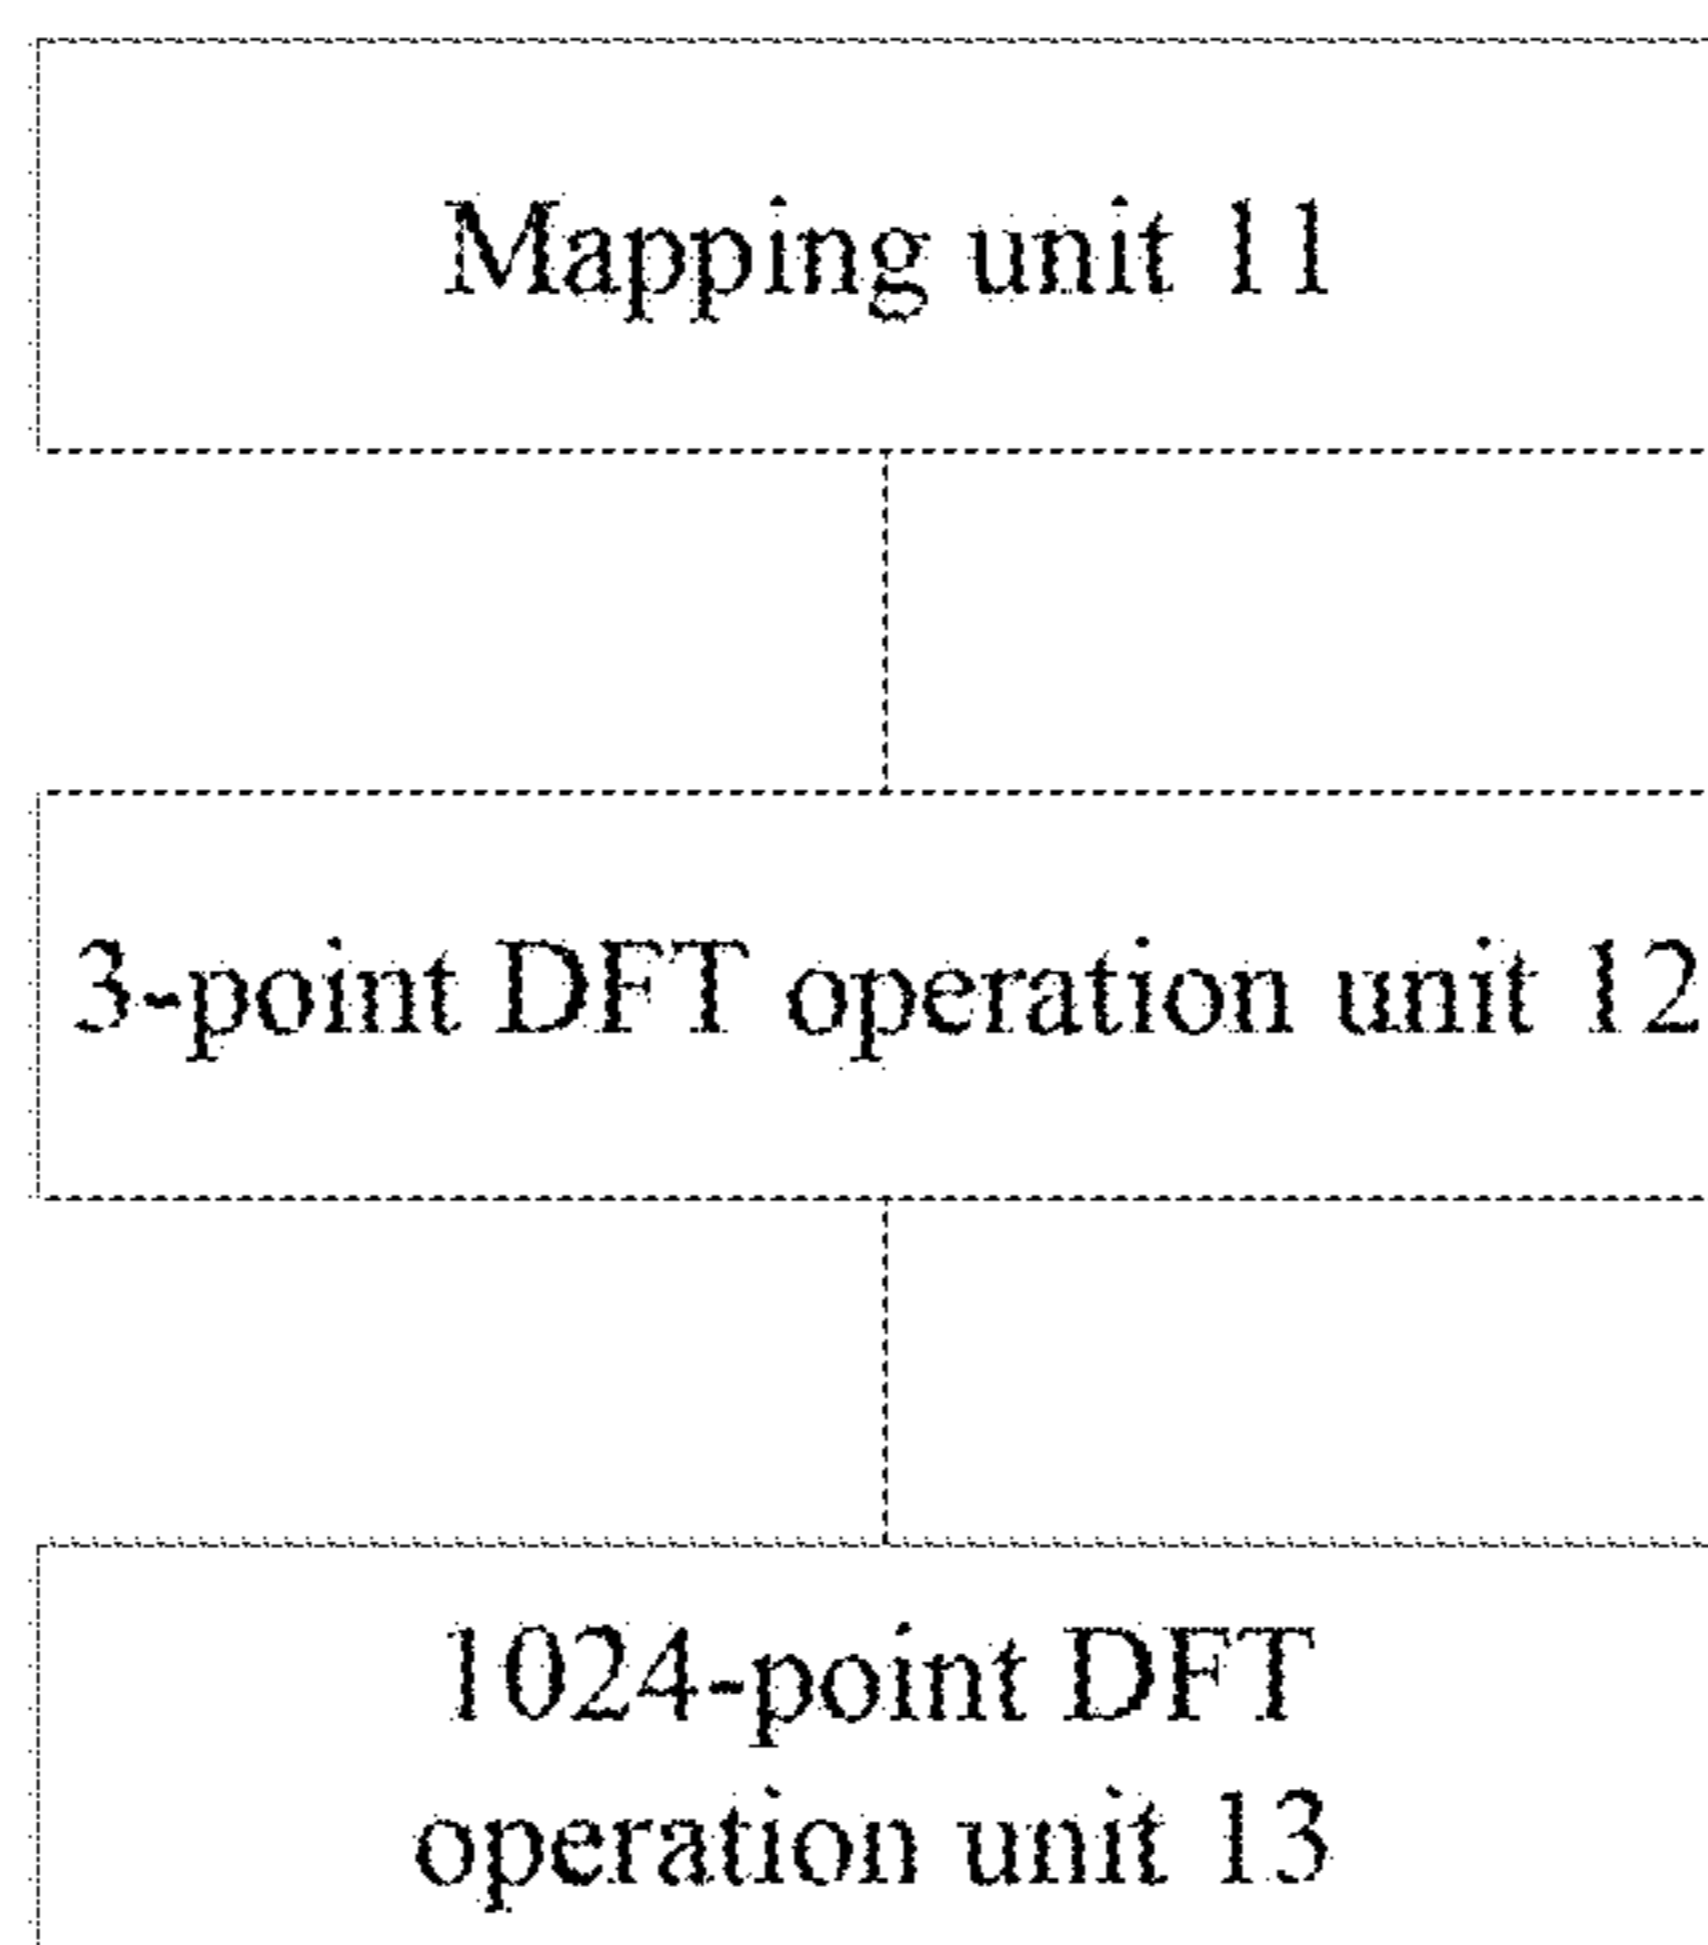 Mapping unit 11
3-point DFT operation unit 12
1024-point DFT
operation unit 13